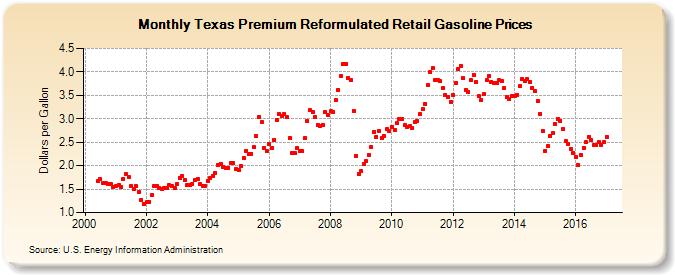 Monthly Texas Premium Reformulated Retail Gasoline Prices
Dollars per Gallon
4.5
4.0
3.5
3.0
2.5
2.0
1.5
1.0
2000 2002 2004 2006 2008 2010 2012 2014 2016
Source: U.S. Energy Information Administration